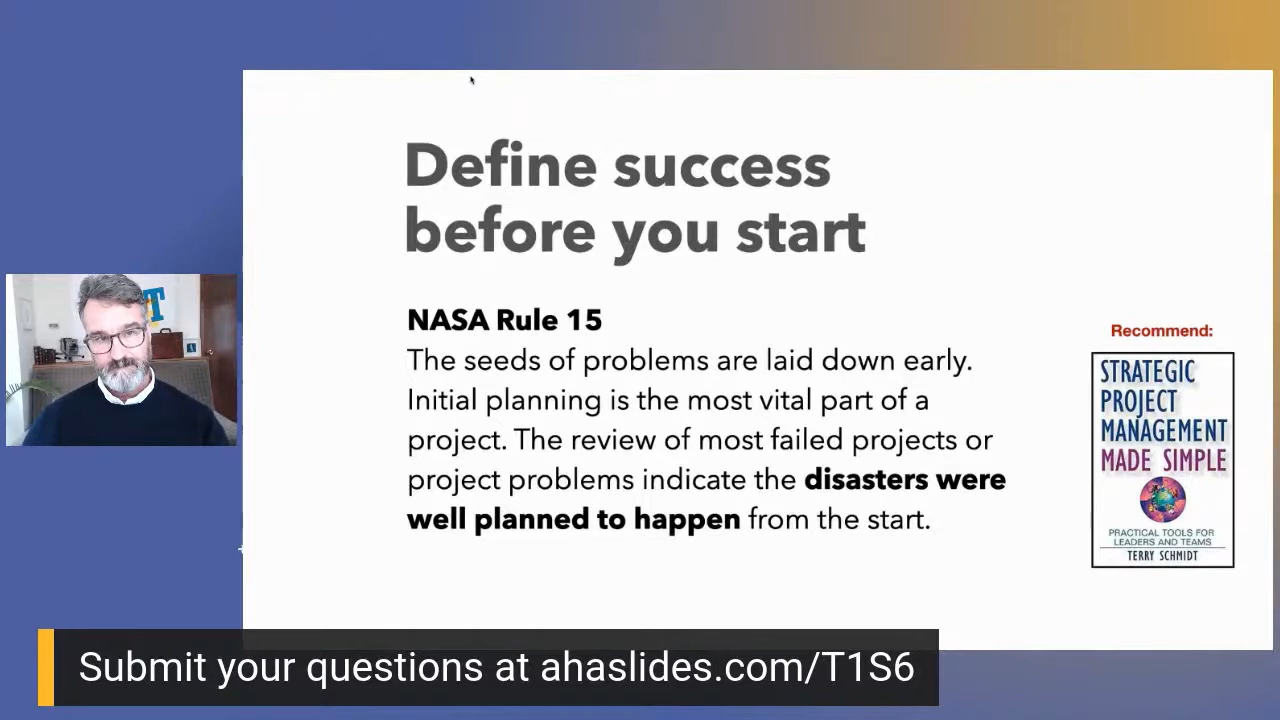 Define success
before you start
NASA Rule 15
The seeds of problems are laid down early.
Initial planning is the most vital part of a
project. The review of most failed projects or
project problems indicate the disasters were
well planned to happen from the start.
Recommend:
STRATEGIC
PROJECT
MANAGEMENT
MADE SIMPLE
PRACTICAL TOOLS FOR
LEADERS AND TEAMS
TERRY SCHMIDT
T
Submit your questions at ahaslides.com/T1S6